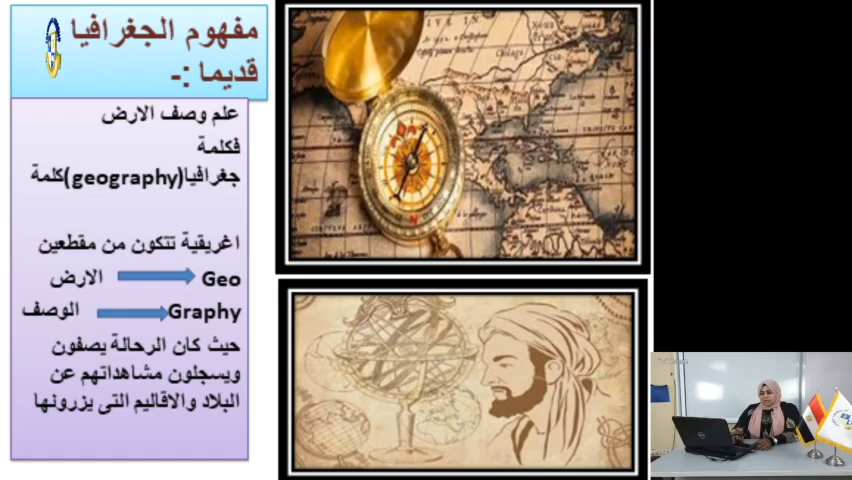 مفهوم الجغرافيا
قديما :-
علم وصف الارض
فكلمة
جغرافيا(geography)كلمة
اغريقية تتكون من مقطعين
Geo الارض
Graphy الوصف
حيث كان الرحالة يصفون
ويسجلون مشاهداتهم عن
البلاد والاقاليم التى يزرونها